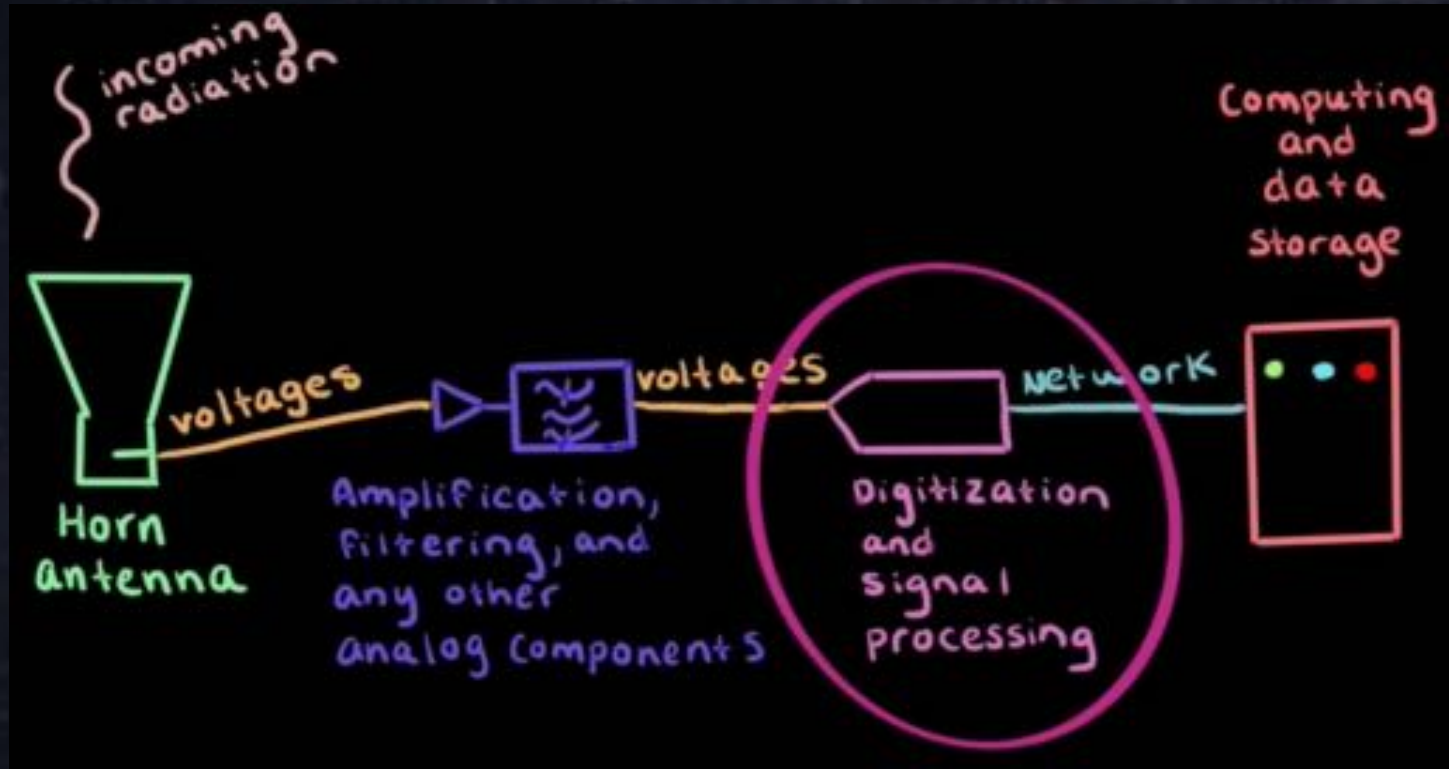 incoming
radiation
Computing
and
data
storage
voltages
voltages
Network
Horn
antenna
Amplification,
filtering, and
any other
analog components
Digitization
and
signal
processing